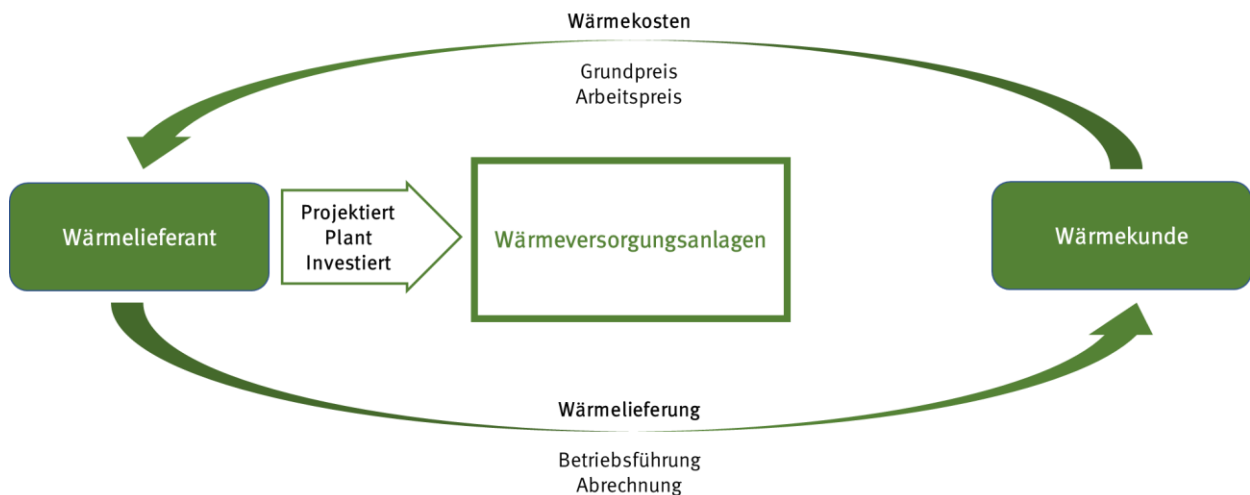 Wärmekosten
Grundpreis
Arbeitspreis
Wärmelieferant
Projektiert
Plant
Investiert
Wärmeversorgungsanlagen
Wärmekunde
Wärmelieferung
Betriebsführung
Abrechnung